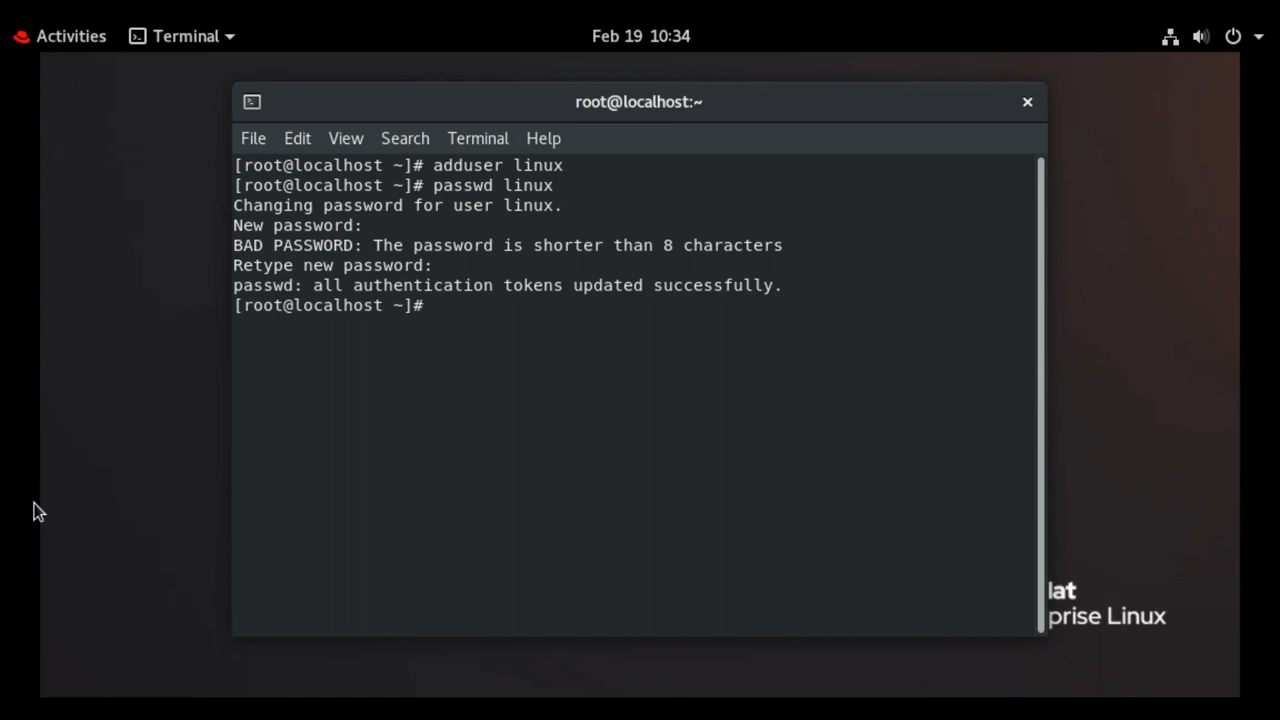 Activities Terminal Feb 19 10:34
root@localhost:~
File Edit View Search Terminal Help
[root@localhost ~]# adduser linux
[root@localhost ~]# passwd linux
Changing password for user linux.
New password:
BAD PASSWORD: The password is shorter than 8 characters
Retype new password:
passwd: all authentication tokens updated successfully.
[root@localhost ~]#
prise Linux